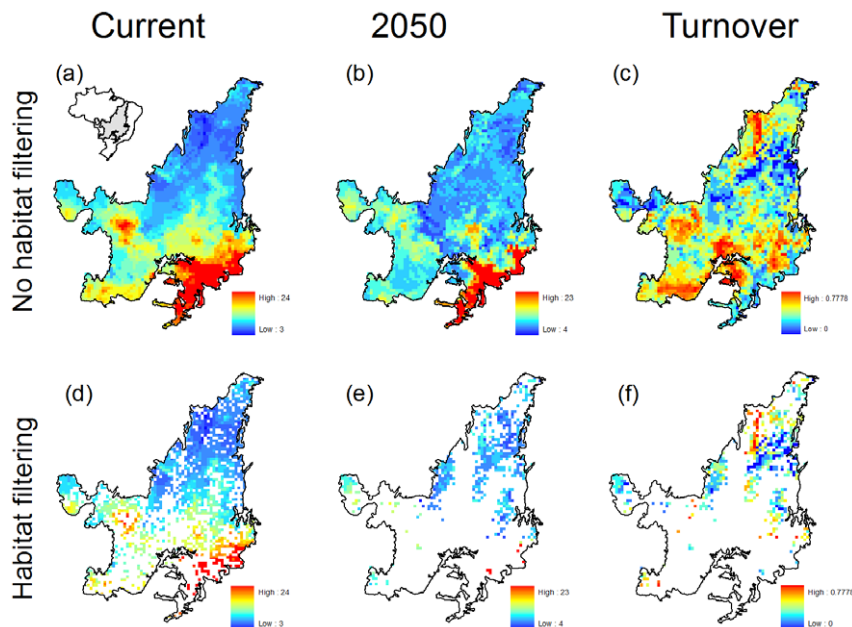 Current
2050
Turnover
No habitat filtering
(a)
(b)
(c)
High : 24
Low : 3
High : 23
Low : 4
High : 0.7778
Low : 0
Habitat filtering
(d)
(e)
(f)
High : 24
Low : 3
High : 23
Low : 4
High : 0.7778
Low : 0